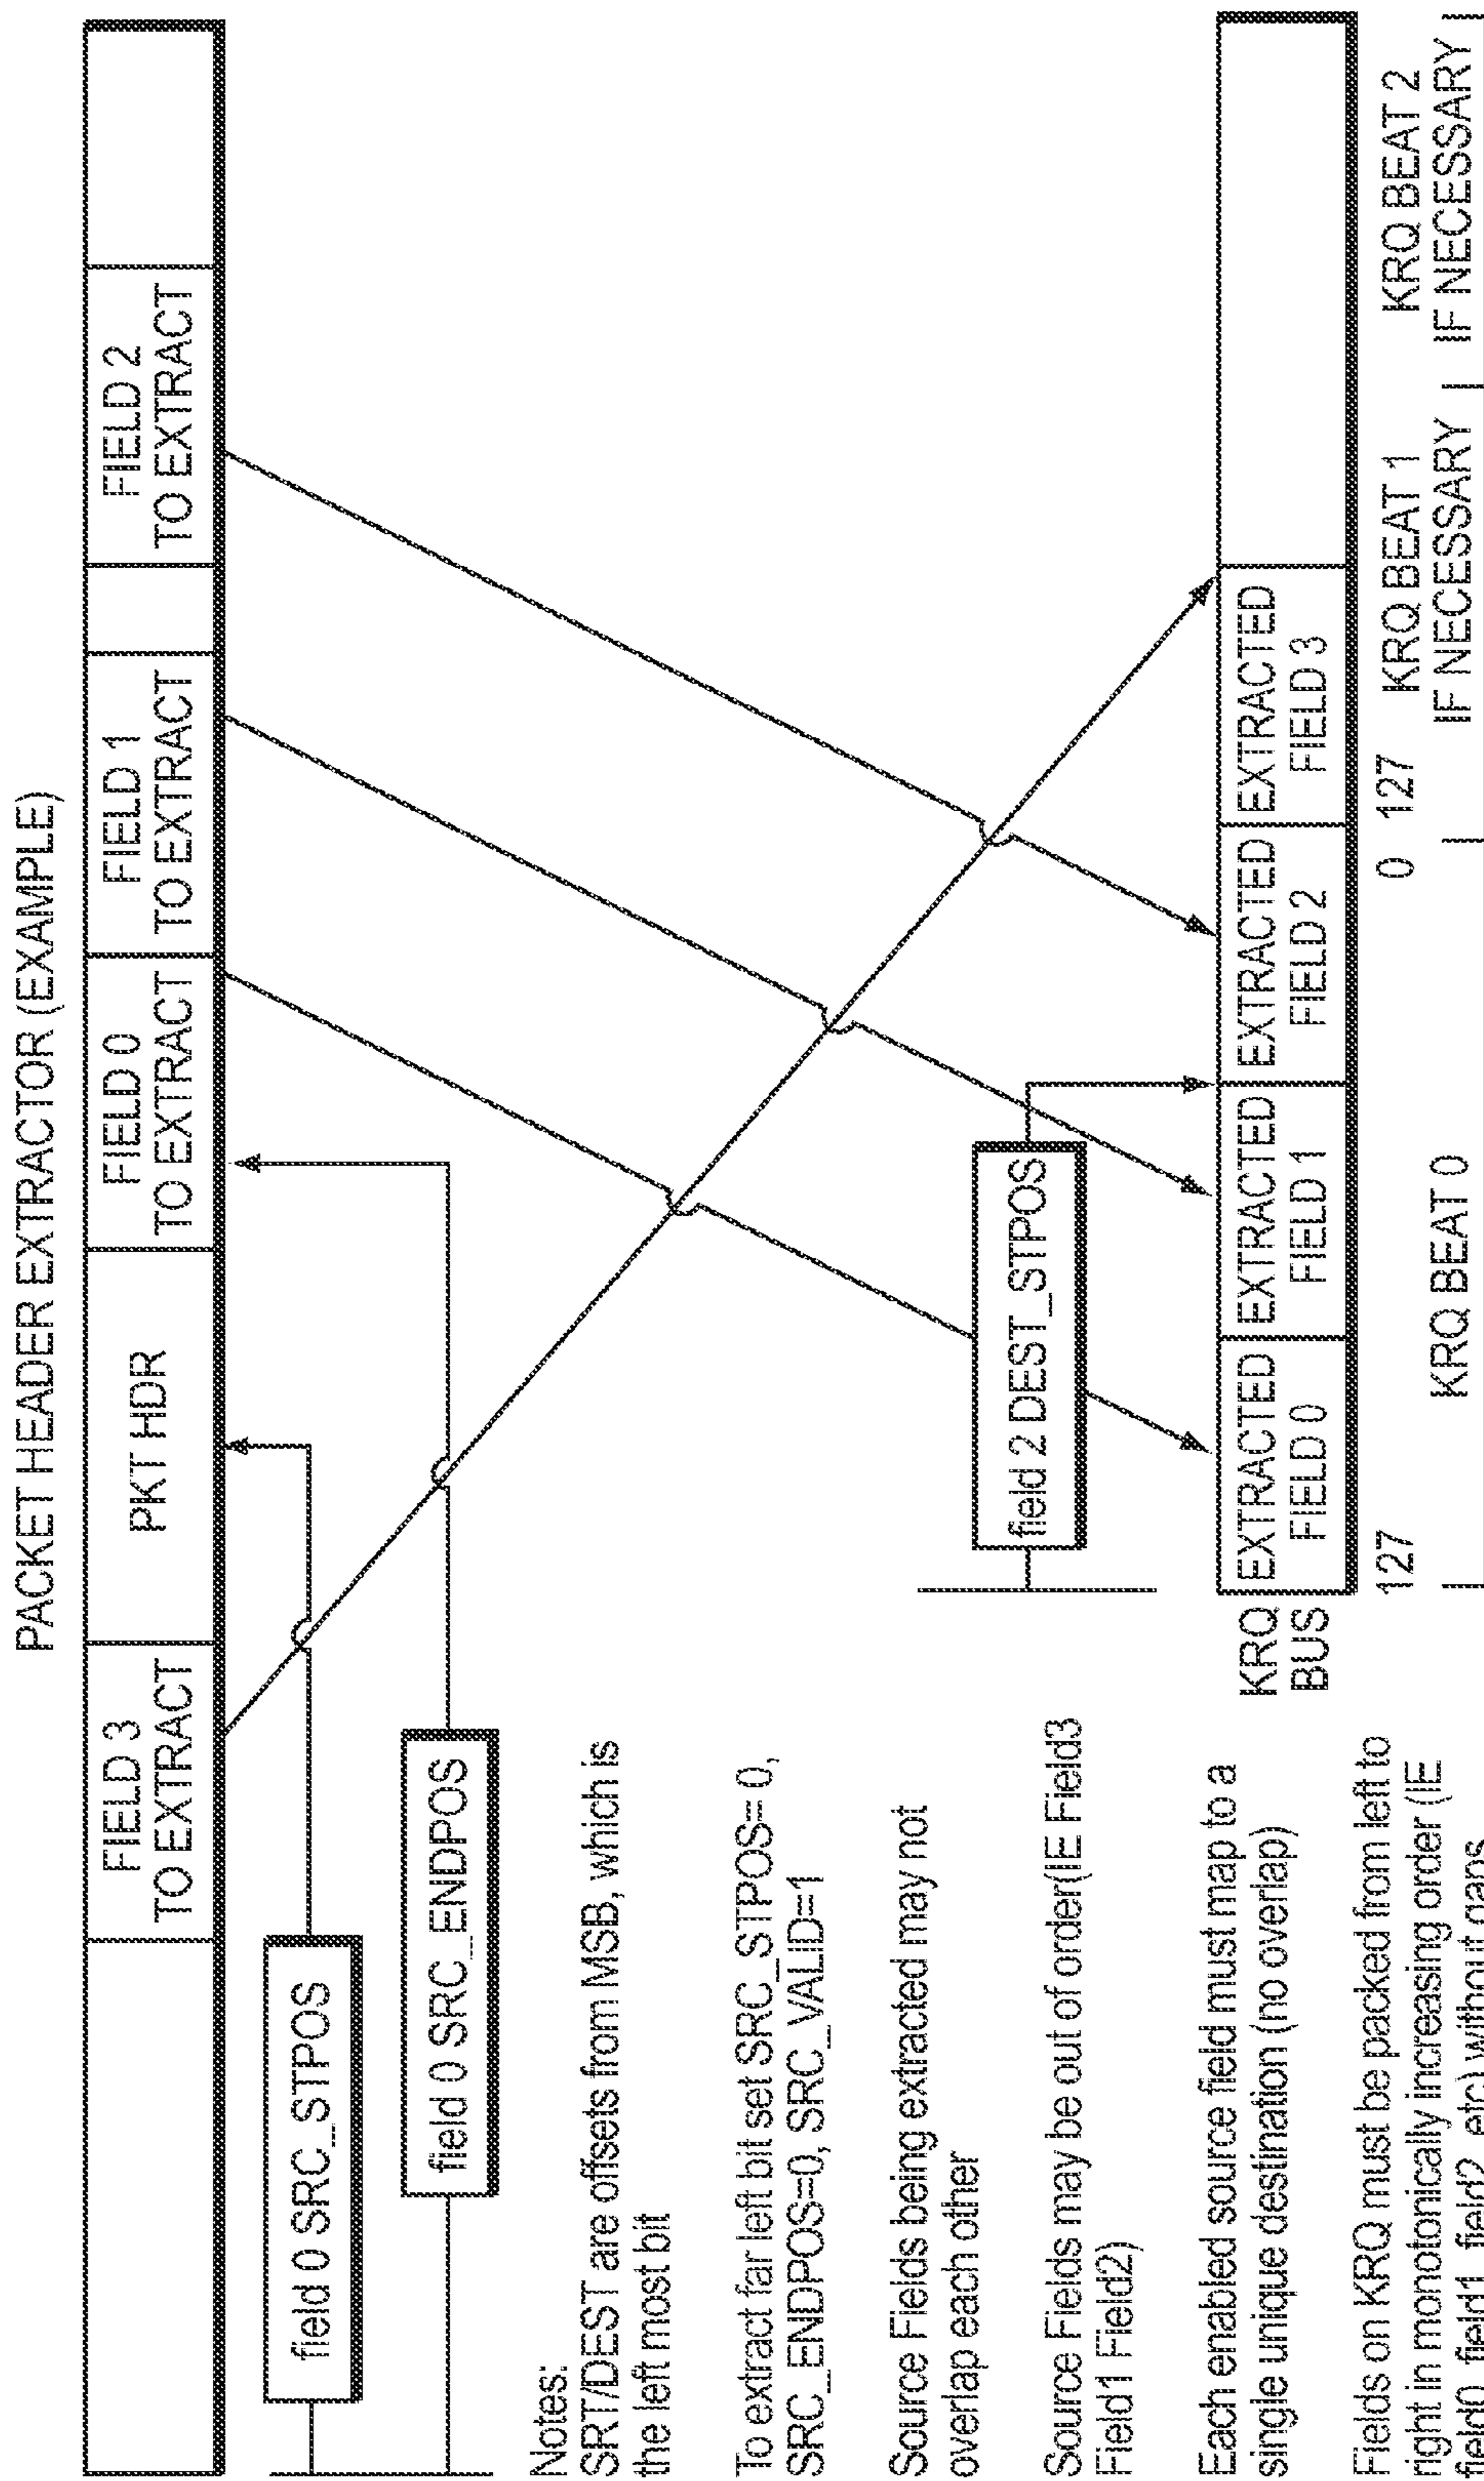 PACKET HEADER EXTRACTOR (EXAMPLE)
FIELD 3
TO EXTRACT
PKT HDR
FIELD 0
TO EXTRACT
FIELD 1
TO EXTRACT
FIELD 2
TO EXTRACT
field 0 SRC_STPOS
field 0 SRC_ENDPOS
Notes:
SRT/DEST are offsets from MSB, which is
the left most bit
To extract far left bit set SRC_STPOS=0,
SRC_ENDPOS=0, SRC_VALID=1
Source Fields being extracted may not
overlap each other
Source Fields may be out of order(IE Field3
Field1 Field2)
Each enabled source field must map to a
single unique destination (no overlap)
Fields on KRQ must be packed from left to
right in monotonically increasing order (IE
field0, field1, field2, etc) without gaps
field 2 DEST_STPOS
KRQ
BUS
EXTRACTED
FIELD 0
EXTRACTED
FIELD 1
EXTRACTED
FIELD 2
EXTRACTED
FIELD 3
127
0
127
KRQ BEAT 0
KRQ BEAT 1
IF NECESSARY
KRQ BEAT 2
IF NECESSARY